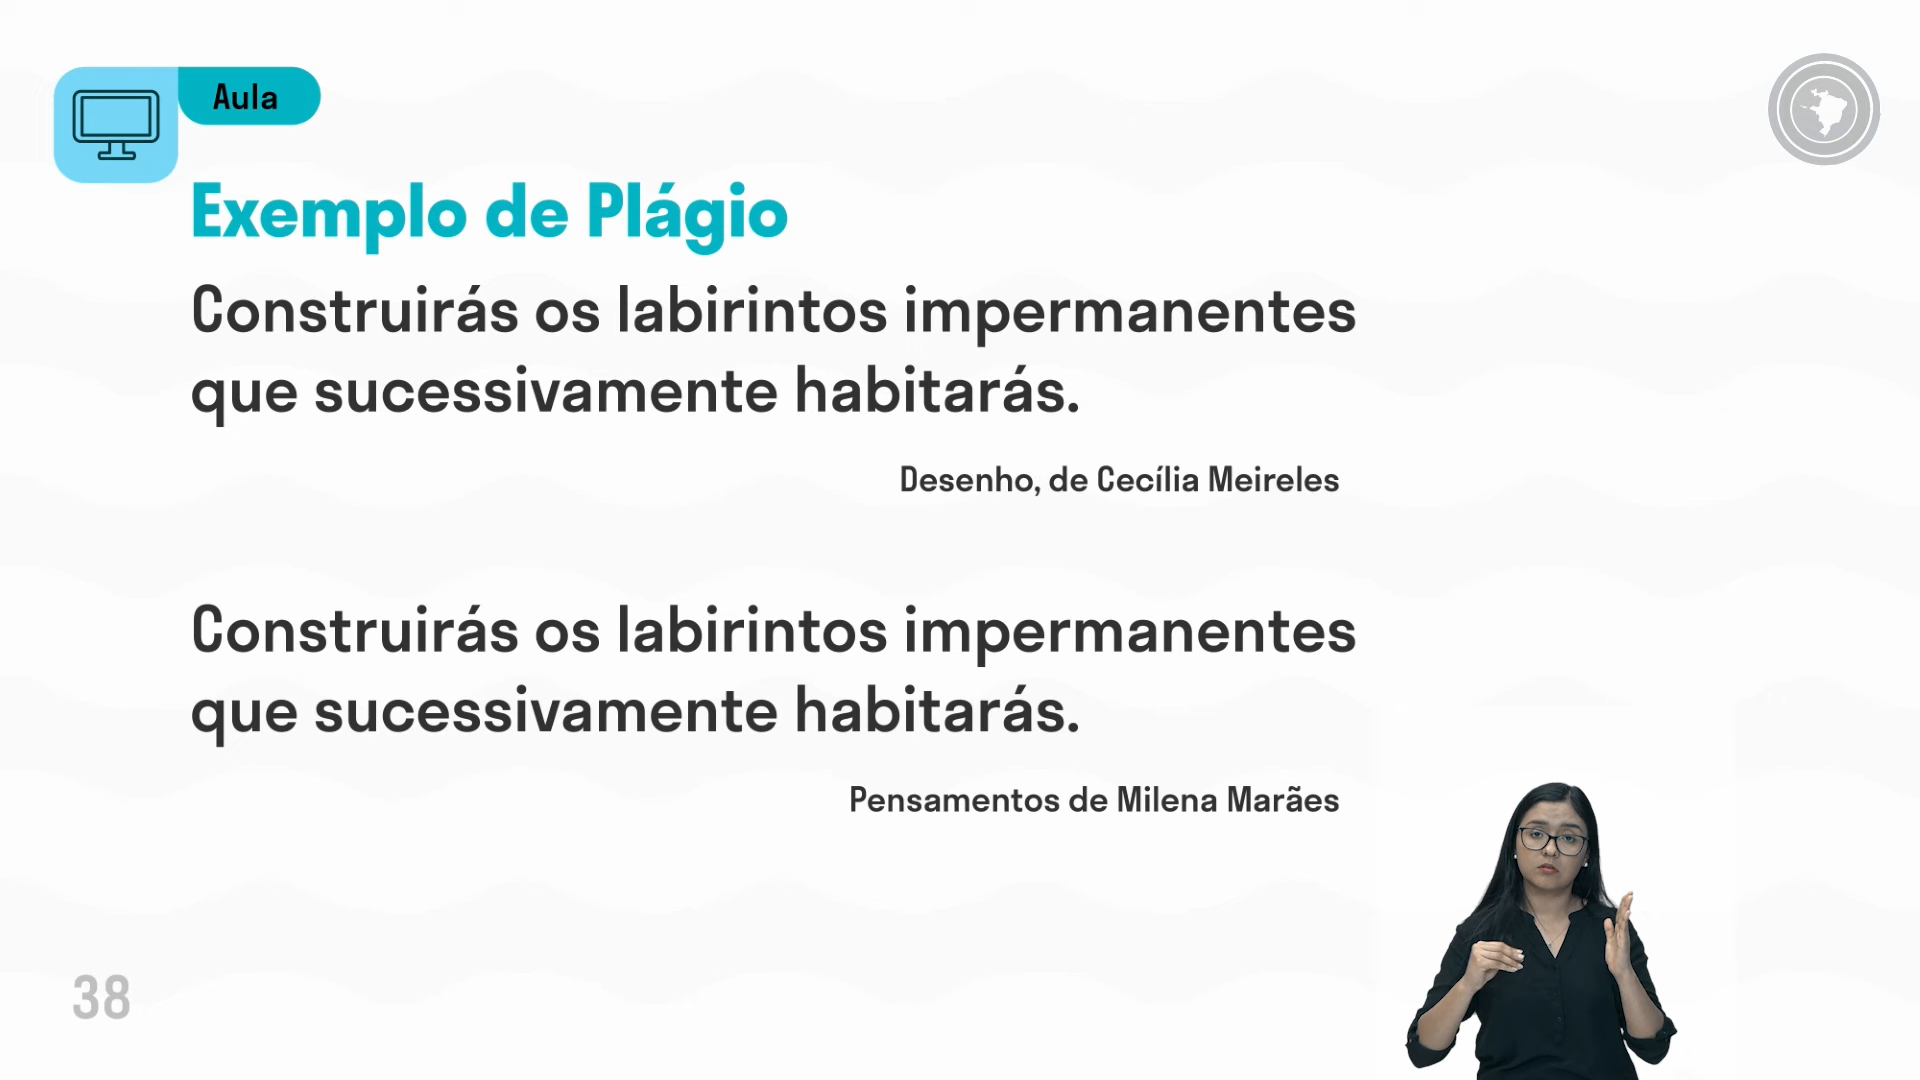 Aula
Exemplo de Plágio
Construirás os labirintos impermanentes
que sucessivamente habitarás.
Desenho, de Cecília Meireles
Construirás os labirintos impermanentes
que sucessivamente habitarás.
Pensamentos de Milena Marães
38